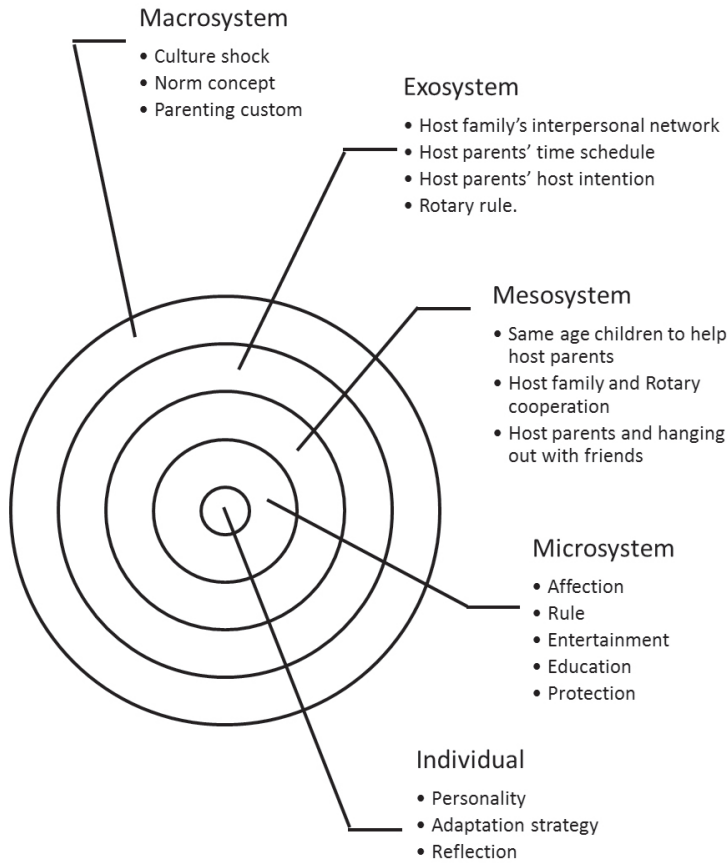 Macrosystem
• Culture shock
• Norm concept
• Parenting custom
Exosystem
• Host family’s interpersonal network
• Host parents’ time schedule
• Host parents’ host intention
• Rotary rule.
Mesosystem
• Same age children to help
host parents
• Host family and Rotary
cooperation
• Host parents and hanging
out with friends
Microsystem
• Affection
• Rule
• Entertainment
• Education
• Protection
Individual
• Personality
• Adaptation strategy
• Reflection